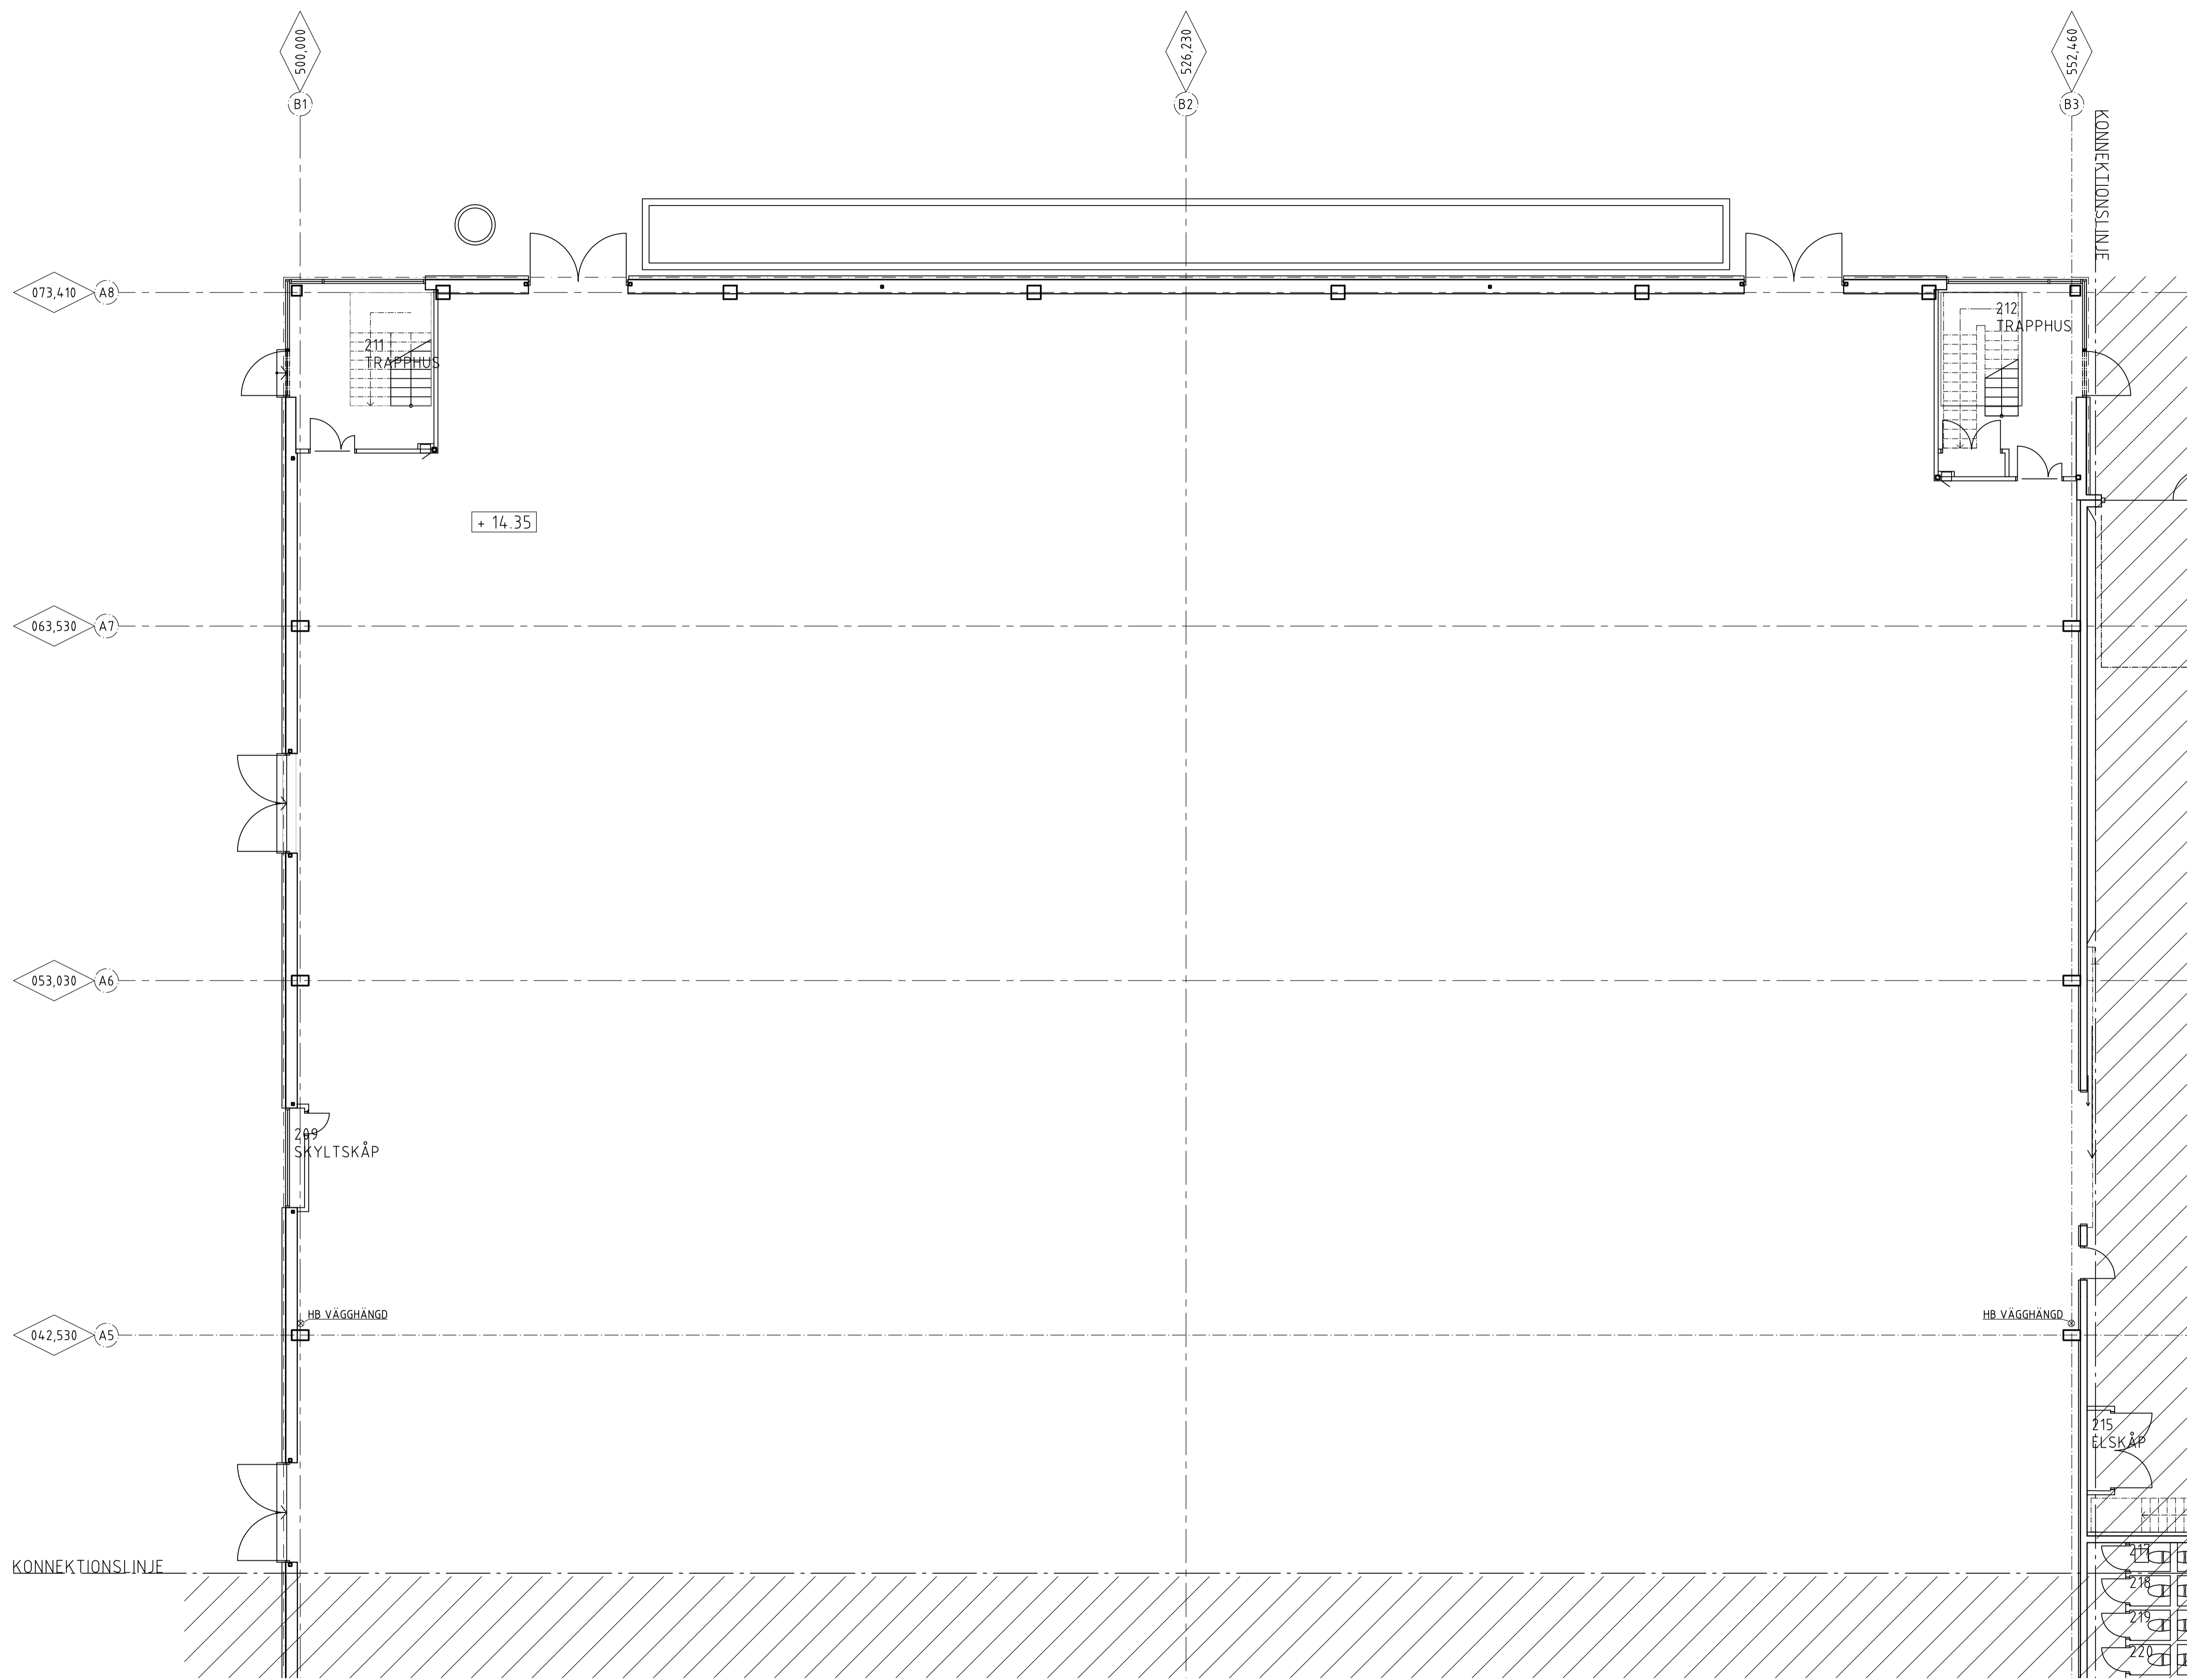 500,000
526,230
552,460
B1
B2
B3
KONNEKTIONSLINJE
073,410
A8
212
TRAPPHUS
211
TRAPPHUS
+ 14.35
063,530
A7
053,030
A6
209
SKYLTSKÅP
HB VÄGGHÄNGD
HB VÄGGHÄNGD
042,530
A5
215
ELSKÅP
217
KONNEKTIONSLINJE
218
219
220